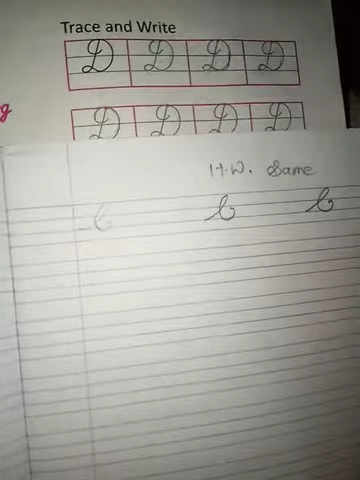 Trace and Write
D D D D
g
D D D D
H.W. Same
b b